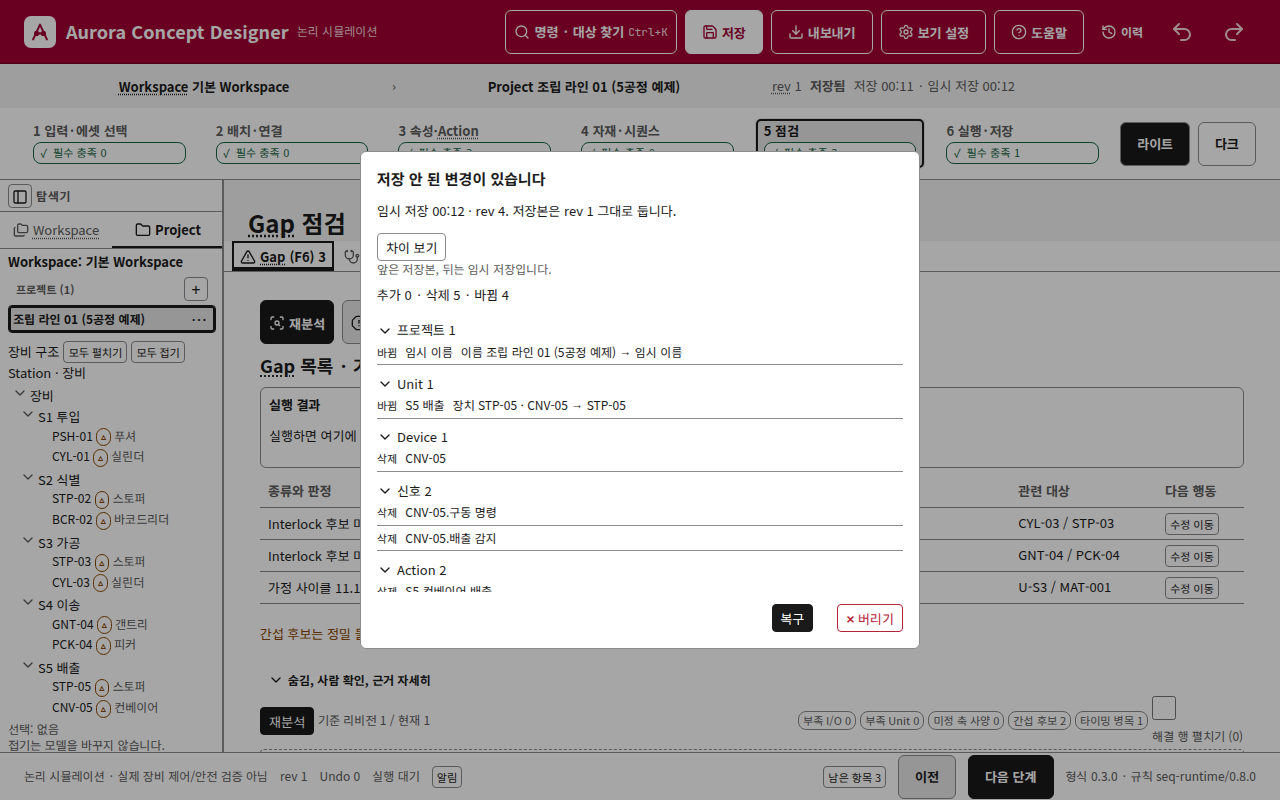 Aurora Concept Designer 논리 시뮬레이션
명령 · 대상 찾기 Ctrl+K
저장
내보내기
보기 설정
도움말
이력
Workspace 기본 Workspace
›
Project 조립 라인 01 (5공정 예제)
rev 1 저장됨 저장 00:11 · 임시 저장 00:12
1 입력·에셋 선택
✓ 필수 충족 0
2 배치·연결
✓ 필수 충족 0
3 속성·Action
4 자재·시퀀스
5 점검
6 실행·저장
✓ 필수 충족 1
라이트
다크
탐색기
Workspace
Project
Workspace: 기본 Workspace
프로젝트 (1)
+
조립 라인 01 (5공정 예제) ···
장비 구조 모두 펼치기 모두 접기
Station · 장비
장비
S1 투입
PSH-01 푸셔
CYL-01 실린더
S2 식별
STP-02 스토퍼
BCR-02 바코드리더
S3 가공
STP-03 스토퍼
CYL-03 실린더
S4 이송
GNT-04 갠트리
PCK-04 피커
S5 배출
STP-05 스토퍼
CNV-05 컨베이어
선택: 없음
접기는 모델을 바꾸지 않습니다.
Gap 점검
Gap (F6) 3
재분석
Gap 목록 ·
실행 결과
실행하면 여기에
종류와 판정
관련 대상
다음 행동
Interlock 후보
CYL-03 / STP-03
수정 이동
Interlock 후보
GNT-04 / PCK-04
수정 이동
가정 사이클 11.1
U-S3 / MAT-001
수정 이동
간섭 후보는 정밀
숨김, 사람 확인, 근거 자세히
재분석 기준 리비전 1 / 현재 1
부족 I/O 0
부족 Unit 0
미정 축 사양 0
간섭 후보 2
타이밍 병목 1
해결 행 펼치기 (0)
저장 안 된 변경이 있습니다
임시 저장 00:12 · rev 4. 저장본은 rev 1 그대로 둡니다.
차이 보기
앞은 저장본, 뒤는 임시 저장입니다.
추가 0 · 삭제 5 · 바뀜 4
프로젝트 1
바뀜 임시 이름 이름 조립 라인 01 (5공정 예제) → 임시 이름
Unit 1
바뀜 S5 배출 장치 STP-05 · CNV-05 → STP-05
Device 1
삭제 CNV-05
신호 2
삭제 CNV-05.구동 명령
삭제 CNV-05.배출 감지
Action 2
삭제 S5 컨베이어 배출
복구
× 버리기
논리 시뮬레이션 · 실제 장비 제어/안전 검증 아님 rev 1 Undo 0 실행 대기 알림
남은 항목 3
이전
다음 단계
형식 0.3.0 · 규칙 seq-runtime/0.8.0